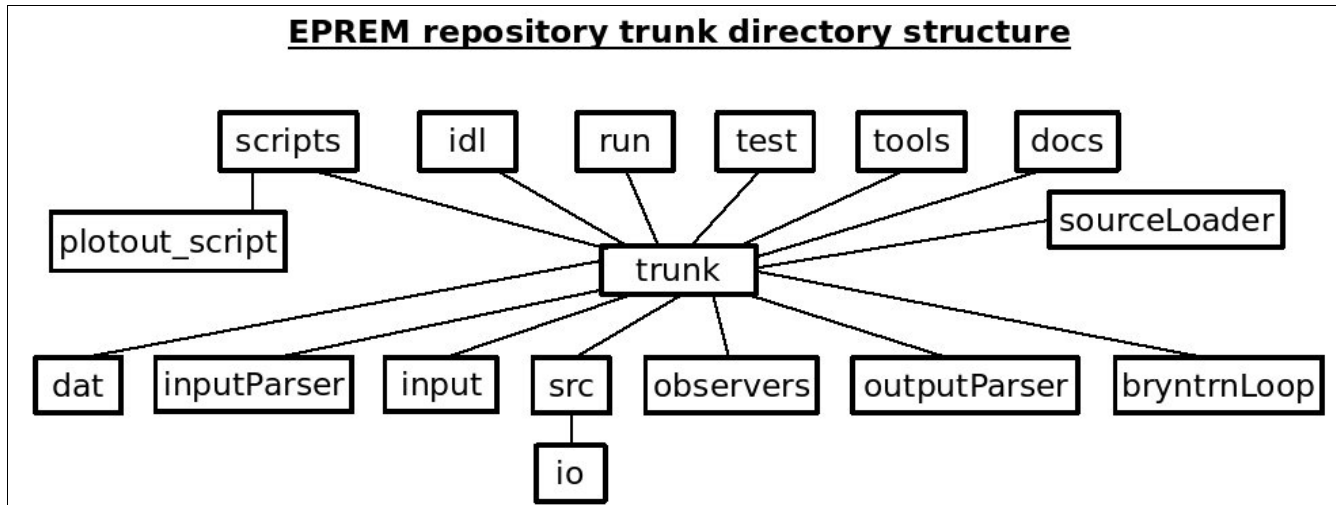 EPREM repository trunk directory structure
scripts
idl
run
test
tools
docs
plotout_script
sourceLoader
trunk
dat
inputParser
input
src
observers
outputParser
bryntrnLoop
io